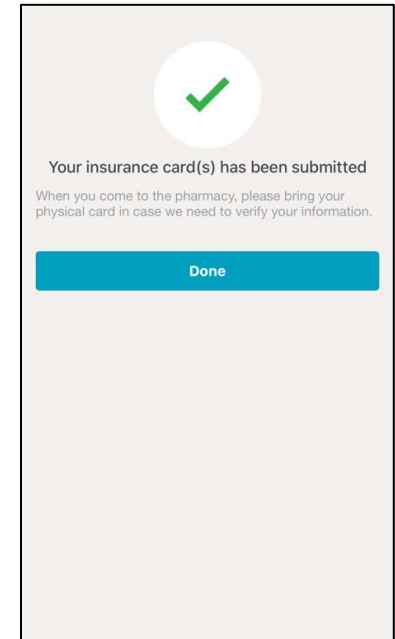 Your insurance card(s) has been submitted
When you come to the pharmacy, please bring your
physical card in case we need to verify your information.
Done